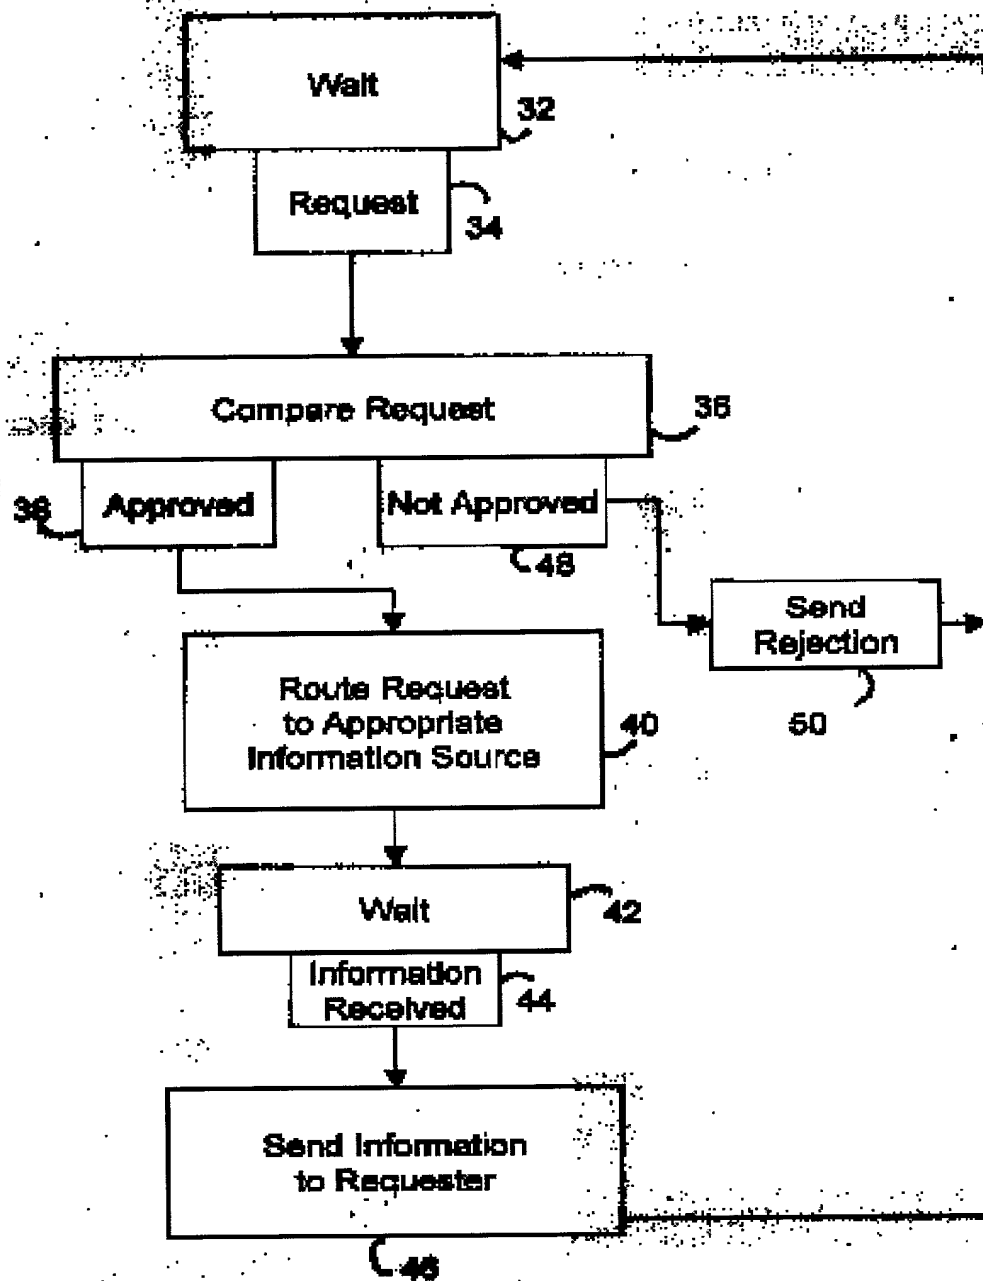 Wait
32
Request
34
Compare Request
36
Approved
38
Not Approved
48
Send
Rejection
50
Route Request
to Appropriate
Information Source
40
Wait
42
Information
Received
44
Send Information
to Requester
46